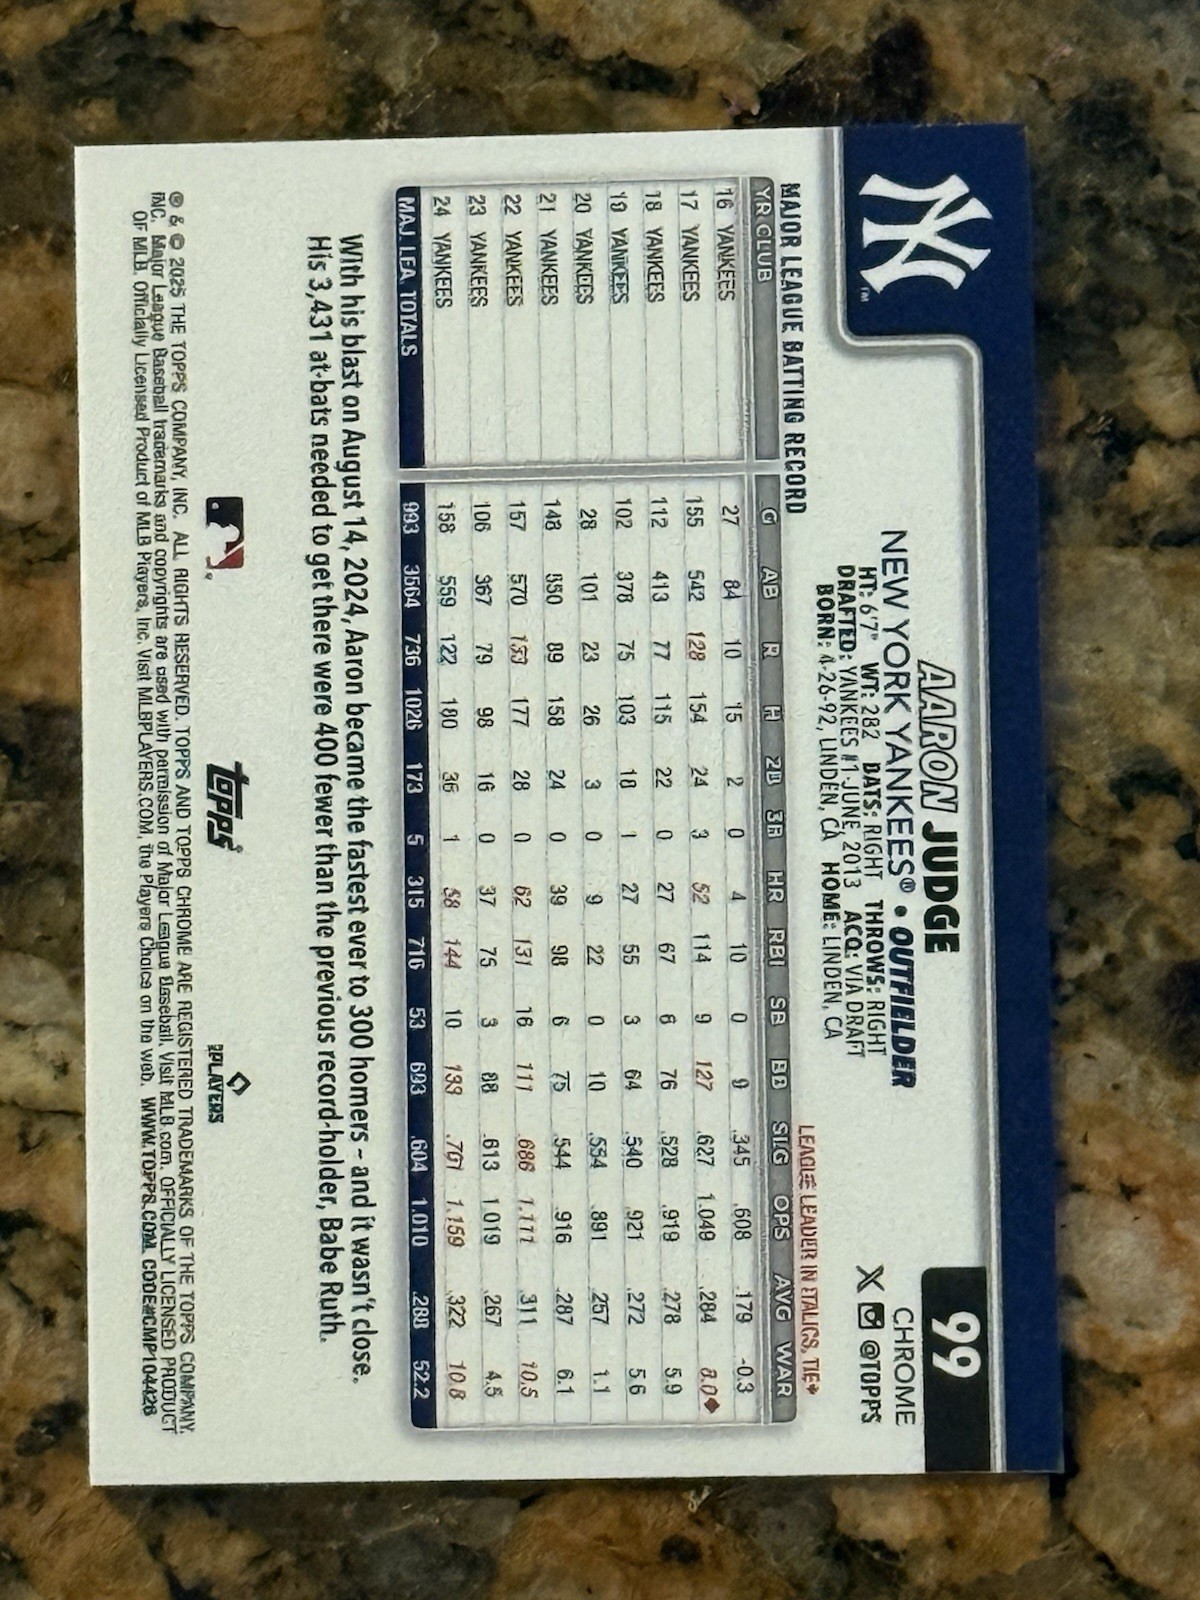 99
CHROME
@TOPPS
AARON JUDGE
NEW YORK YANKEES® • OUTFIELDER
HT: 6'7" WT: 282 BATS: RIGHT THROWS: RIGHT
DRAFTED: YANKEES #1-JUNE 2013 ACQ: VIA DRAFT
BORN: 4-26-92, LINDEN, CA HOME: LINDEN, CA
MAJOR LEAGUE BATTING RECORD
LEAGUE LEADER IN ITALICS, TIE♦
YR CLUB G AB R H 2B 3B HR RBI SB BB SLG OPS AVG WAR
16 YANKEES 27 84 10 15 2 0 4 10 0 9 .345 .608 .179 -0.3
17 YANKEES 155 542 128 154 24 3 52 114 9 127 .627 1.049 .284 8.0♦
18 YANKEES 112 413 77 115 22 0 27 67 6 76 .528 .919 .278 5.9
19 YANKEES 102 378 75 103 18 1 27 55 3 64 .540 .921 .272 5.6
20 YANKEES 28 101 23 26 3 0 9 22 0 10 .554 .891 .257 1.1
21 YANKEES 148 550 89 158 24 0 39 98 6 75 .544 .916 .287 6.1
22 YANKEES 157 570 133 177 28 0 62 131 16 111 .686 1.111 .311 10.5
23 YANKEES 106 367 79 98 16 0 37 75 3 88 .613 1.019 .267 4.5
24 YANKEES 158 559 122 180 36 1 58 144 10 133 .701 1.159 .322 10.8
MAJ. LEA. TOTALS 993 3564 736 1026 173 5 315 716 53 693 .604 1.010 .288 52.2
With his blast on August 14, 2024, Aaron became the fastest ever to 300 homers – and it wasn't close.
His 3,431 at-bats needed to get there were 400 fewer than the previous record-holder, Babe Ruth.
topps
PLAYERS
® & © 2025 THE TOPPS COMPANY, INC. ALL RIGHTS RESERVED. TOPPS AND TOPPS CHROME ARE REGISTERED TRADEMARKS OF THE TOPPS COMPANY,
INC. Major League Baseball trademarks and copyrights are used with permission of Major League Baseball. Visit MLB.com. OFFICIALLY LICENSED PRODUCT
OF MLB. Officially Licensed Product of MLB Players, Inc. Visit MLBPLAYERS.COM, the Players Choice on the web. WWW.TOPPS.COM. CODE#CMP104426